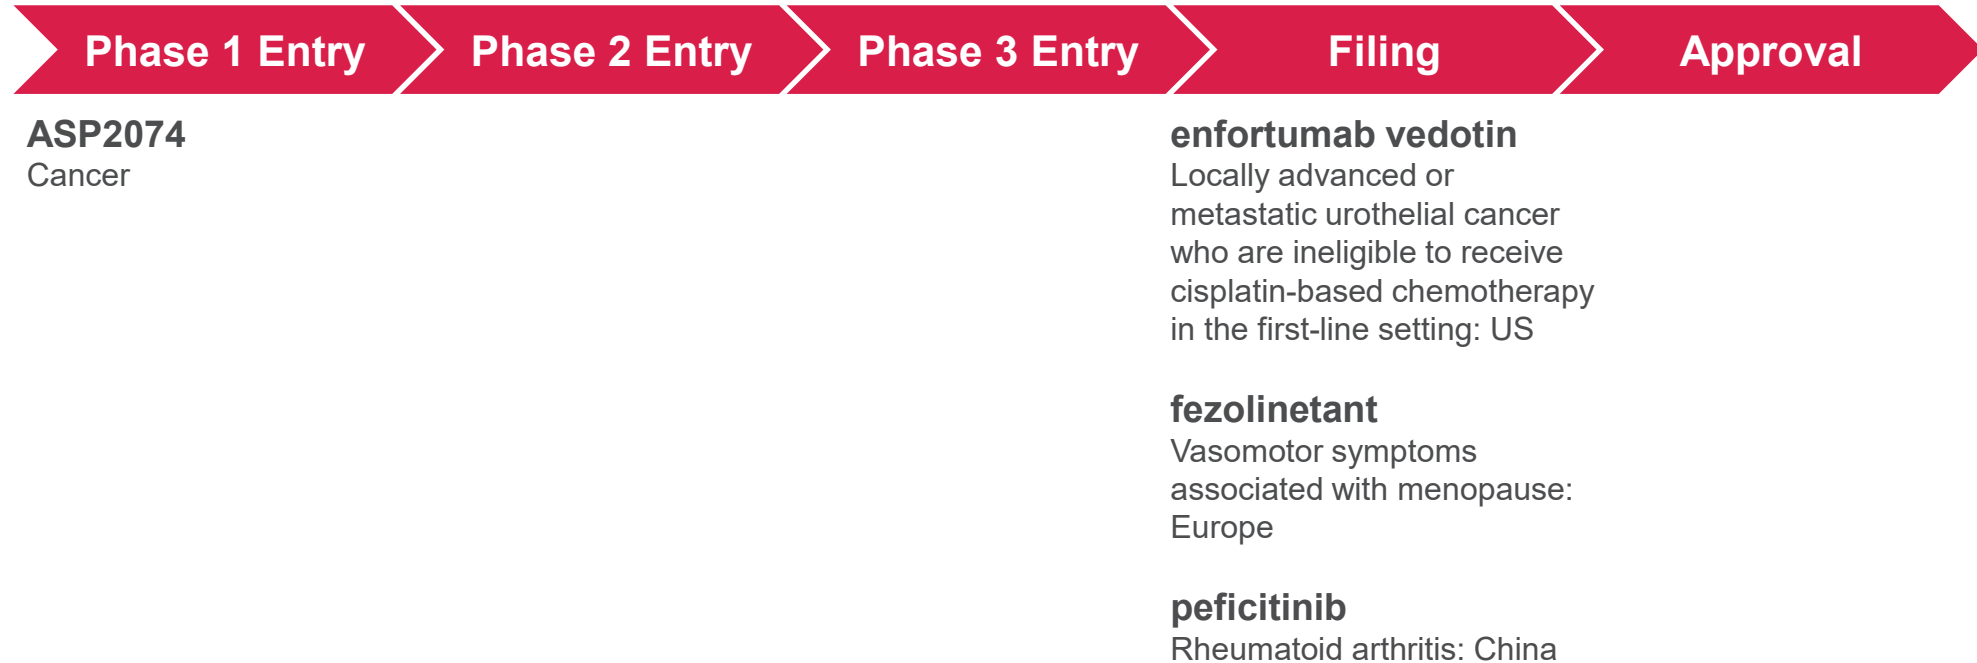 Phase 1 Entry
Phase 2 Entry
Phase 3 Entry
Filing
Approval
ASP2074
Cancer
enfortumab vedotin
Locally advanced or
metastatic urothelial cancer
who are ineligible to receive
cisplatin-based chemotherapy
in the first-line setting: US
fezolinetant
Vasomotor symptoms
associated with menopause:
Europe
peficitinib
Rheumatoid arthritis: China